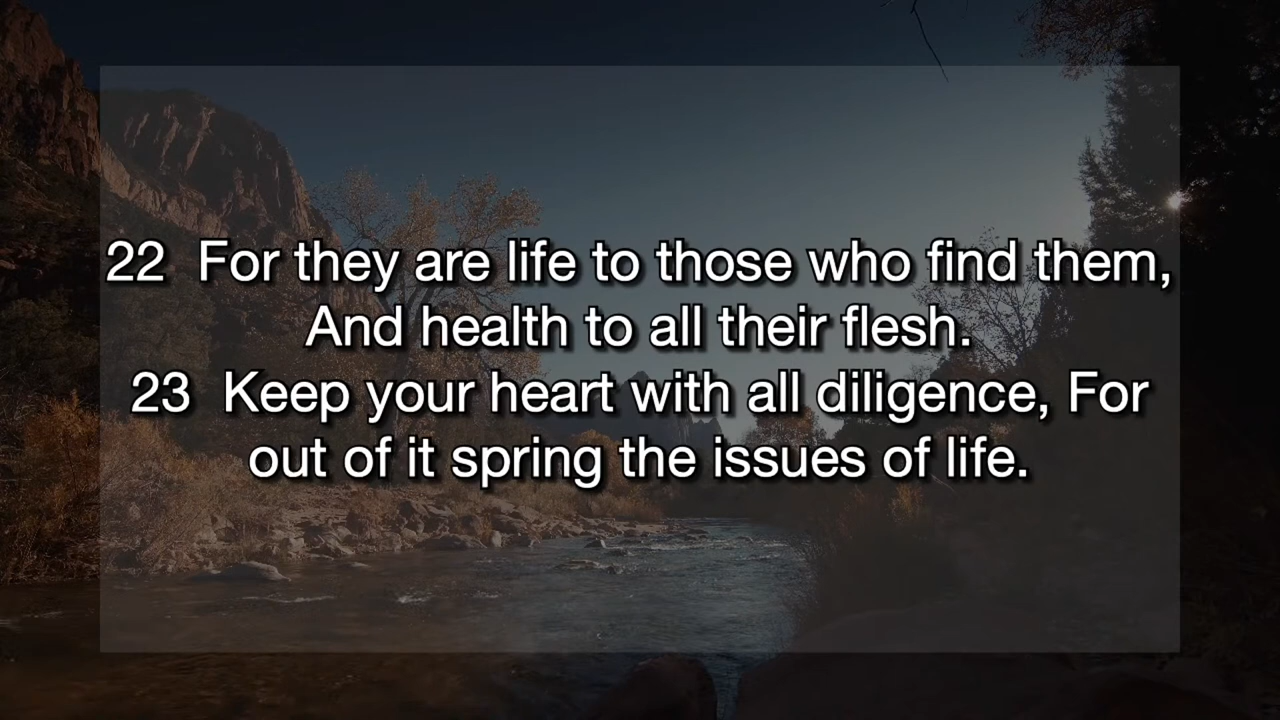 22  For they are life to those who find them,
And health to all their flesh.
23  Keep your heart with all diligence, For
out of it spring the issues of life.